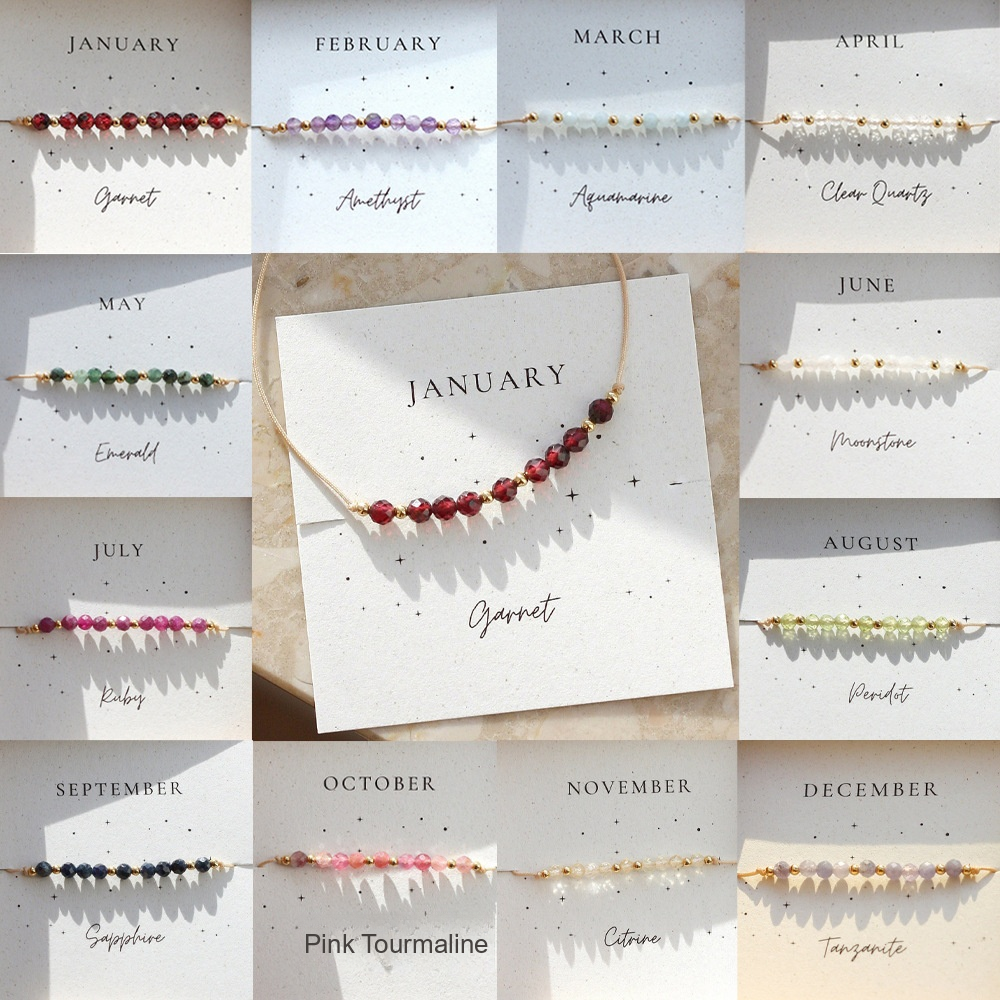 JANUARY
Garnet
FEBRUARY
Amethyst
MARCH
Aquamarine
APRIL
Clear Quartz
MAY
Emerald
JANUARY
Garnet
JUNE
Moonstone
JULY
Ruby
AUGUST
Peridot
SEPTEMBER
Sapphire
OCTOBER
Pink Tourmaline
NOVEMBER
Citrine
DECEMBER
Tanzanite